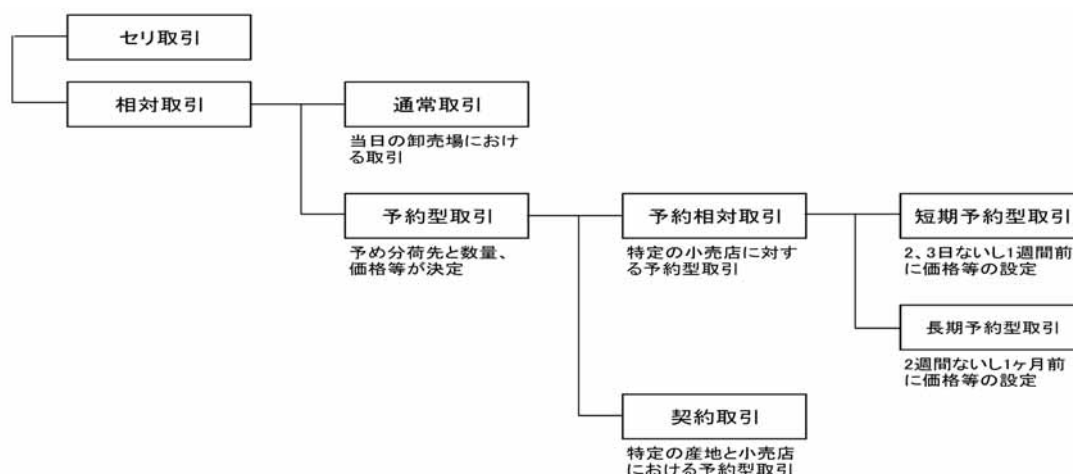 セリ取引
相対取引
通常取引
当日の卸売場におけ
る取引
予約型取引
予め分荷先と数量、
価格等が決定
予約相対取引
特定の小売店に対す
る予約型取引
短期予約型取引
2、3日ないし1週間前
に価格等の設定
長期予約型取引
2週間ないし1ヶ月前
に価格等の設定
契約取引
特定の産地と小売店
における予約型取引